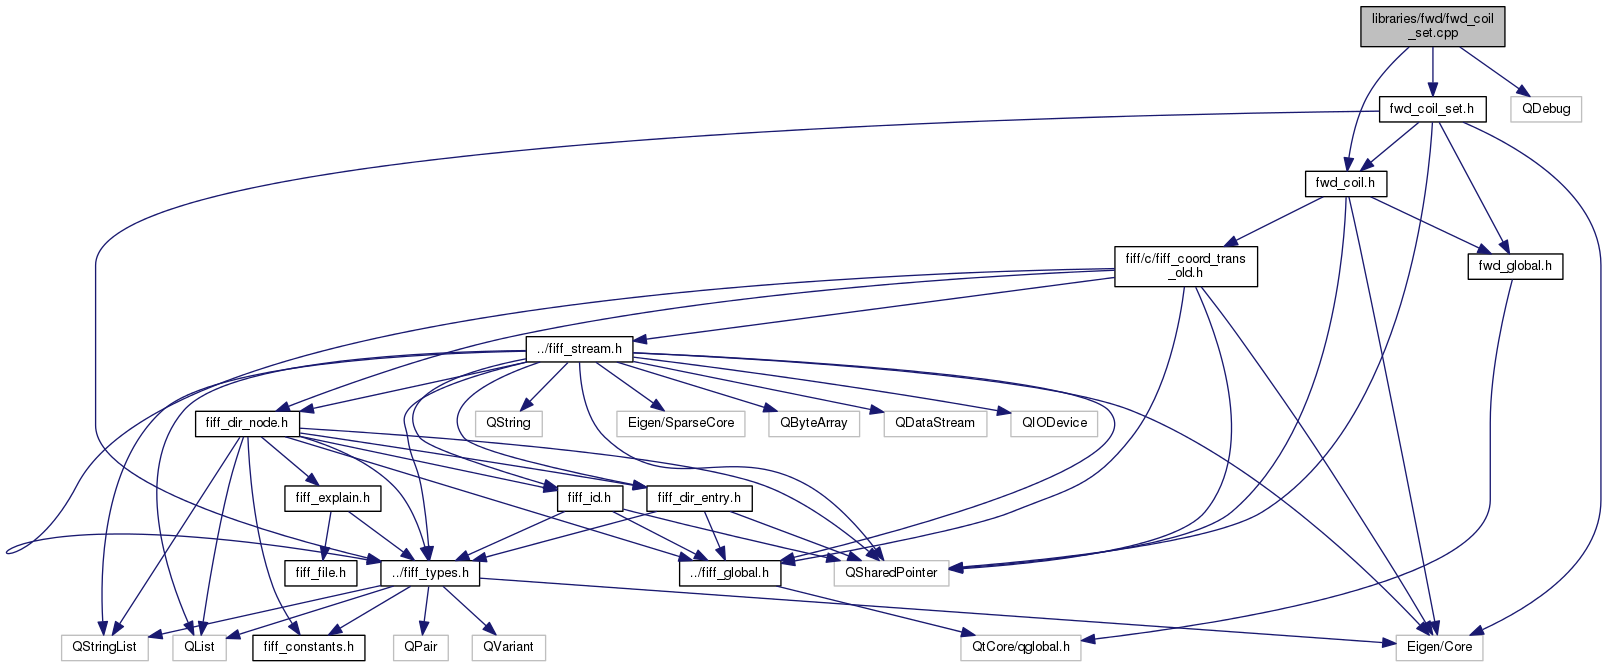 libraries/fwd/fwd_coil
_set.cpp
fwd_coil_set.h
QDebug
fwd_coil.h
fiff/c/fiff_coord_trans
_old.h
fwd_global.h
../fiff_stream.h
fiff_dir_node.h
QString
Eigen/SparseCore
QByteArray
QDataStream
QIODevice
fiff_explain.h
fiff_id.h
fiff_dir_entry.h
fiff_file.h
../fiff_types.h
../fiff_global.h
QSharedPointer
QStringList
QList
fiff_constants.h
QPair
QVariant
QtCore/qglobal.h
Eigen/Core